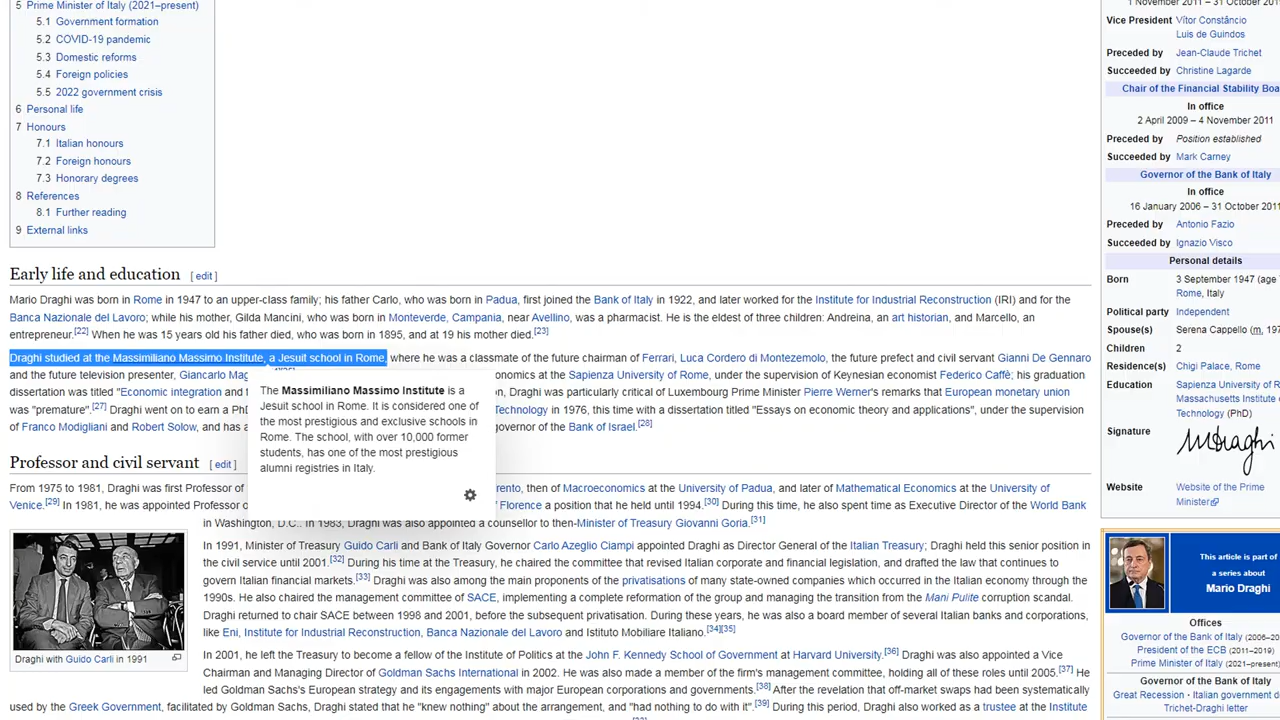 5 Prime Minister of Italy (2021–present)
5.1 Government formation
5.2 COVID-19 pandemic
5.3 Domestic reforms
5.4 Foreign policies
5.5 2022 government crisis
6 Personal life
7 Honours
7.1 Italian honours
7.2 Foreign honours
7.3 Honorary degrees
8 References
8.1 Further reading
9 External links
Early life and education [ edit ]
Mario Draghi was born in Rome in 1947 to an upper-class family; his father Carlo, who was born in Padua, first joined the Bank of Italy in 1922, and later worked for the Institute for Industrial Reconstruction (IRI) and for the
Banca Nazionale del Lavoro; while his mother, Gilda Mancini, who was born in Monteverde, Campania, near Avellino, was a pharmacist. He is the eldest of three children: Andreina, an art historian, and Marcello, an
entrepreneur.[22] When he was 15 years old his father died, who was born in 1895, and at 19 his mother died.[23]
Draghi studied at the Massimiliano Massimo Institute, a Jesuit school in Rome, where he was a classmate of the future chairman of Ferrari, Luca Cordero di Montezemolo, the future prefect and civil servant Gianni De Gennaro
and the future television presenter, Giancarlo Mag
onomics at the Sapienza University of Rome, under the supervision of Keynesian economist Federico Caffè; his graduation
dissertation was titled "Economic integration and
, Draghi was particularly critical of Luxembourg Prime Minister Pierre Werner's remarks that European monetary union
was "premature".[27] Draghi went on to earn a PhD
Technology in 1976, this time with a dissertation titled "Essays on economic theory and applications", under the supervision
of Franco Modigliani and Robert Solow, and has
governor of the Bank of Israel.[28]
The Massimiliano Massimo Institute is a
Jesuit school in Rome. It is considered one of
the most prestigious and exclusive schools in
Rome. The school, with over 10,000 former
students, has one of the most prestigious
alumni registries in Italy.
Professor and civil servant [ edit ]
From 1975 to 1981, Draghi was first Professor of
, then of Macroeconomics at the University of Padua, and later of Mathematical Economics at the University of
Venice.[29] In 1981, he was appointed Professor of
Florence a position that he held until 1994.[30] During this time, he also spent time as Executive Director of the World Bank
in Washington, D.C.. In 1983, Draghi was also appointed a counsellor to then-Minister of Treasury Giovanni Goria.[31]
In 1991, Minister of Treasury Guido Carli and Bank of Italy Governor Carlo Azeglio Ciampi appointed Draghi as Director General of the Italian Treasury; Draghi held this senior position in
the civil service until 2001.[32] During his time at the Treasury, he chaired the committee that revised Italian corporate and financial legislation, and drafted the law that continues to
govern Italian financial markets.[33] Draghi was also among the main proponents of the privatisations of many state-owned companies which occurred in the Italian economy through the
1990s. He also chaired the management committee of SACE, implementing a complete reformation of the group and managing the transition from the Mani Pulite corruption scandal.
Draghi returned to chair SACE between 1998 and 2001, before the subsequent privatisation. During these years, he was also a board member of several Italian banks and corporations,
like Eni, Institute for Industrial Reconstruction, Banca Nazionale del Lavoro and Istituto Mobiliare Italiano.[34][35]
Draghi with Guido Carli in 1991
In 2001, he left the Treasury to become a fellow of the Institute of Politics at the John F. Kennedy School of Government at Harvard University.[36] Draghi was also appointed a Vice
Chairman and Managing Director of Goldman Sachs International in 2002. He was also made a member of the firm's management committee, holding all of these roles until 2005.[37] He
led Goldman Sachs's European strategy and its engagements with major European corporations and governments.[38] After the revelation that off-market swaps had been systematically
used by the Greek Government, facilitated by Goldman Sachs, Draghi stated that he "knew nothing" about the arrangement, and "had nothing to do with it".[39] During this period, Draghi also worked as a trustee at the Institute
1 November 2011 – 31 October 201
Vice President Vítor Constâncio
Luis de Guindos
Preceded by Jean-Claude Trichet
Succeeded by Christine Lagarde
Chair of the Financial Stability Boa
In office
2 April 2009 – 4 November 2011
Preceded by Position established
Succeeded by Mark Carney
Governor of the Bank of Italy
In office
16 January 2006 – 31 October 2011
Preceded by Antonio Fazio
Succeeded by Ignazio Visco
Personal details
Born 3 September 1947 (age
Rome, Italy
Political party Independent
Spouse(s) Serena Cappello (m. 197
Children 2
Residence(s) Chigi Palace, Rome
Education Sapienza University of R
Massachusetts Institute
Technology (PhD)
Signature MDraghi
Website Website of the Prime
Minister
This article is part of
a series about
Mario Draghi
Offices
Governor of the Bank of Italy (2006–20
President of the ECB (2011–2019)
Prime Minister of Italy (2021–present)
Governor of the Bank of Italy
Great Recession · Italian government d
Trichet-Draghi letter